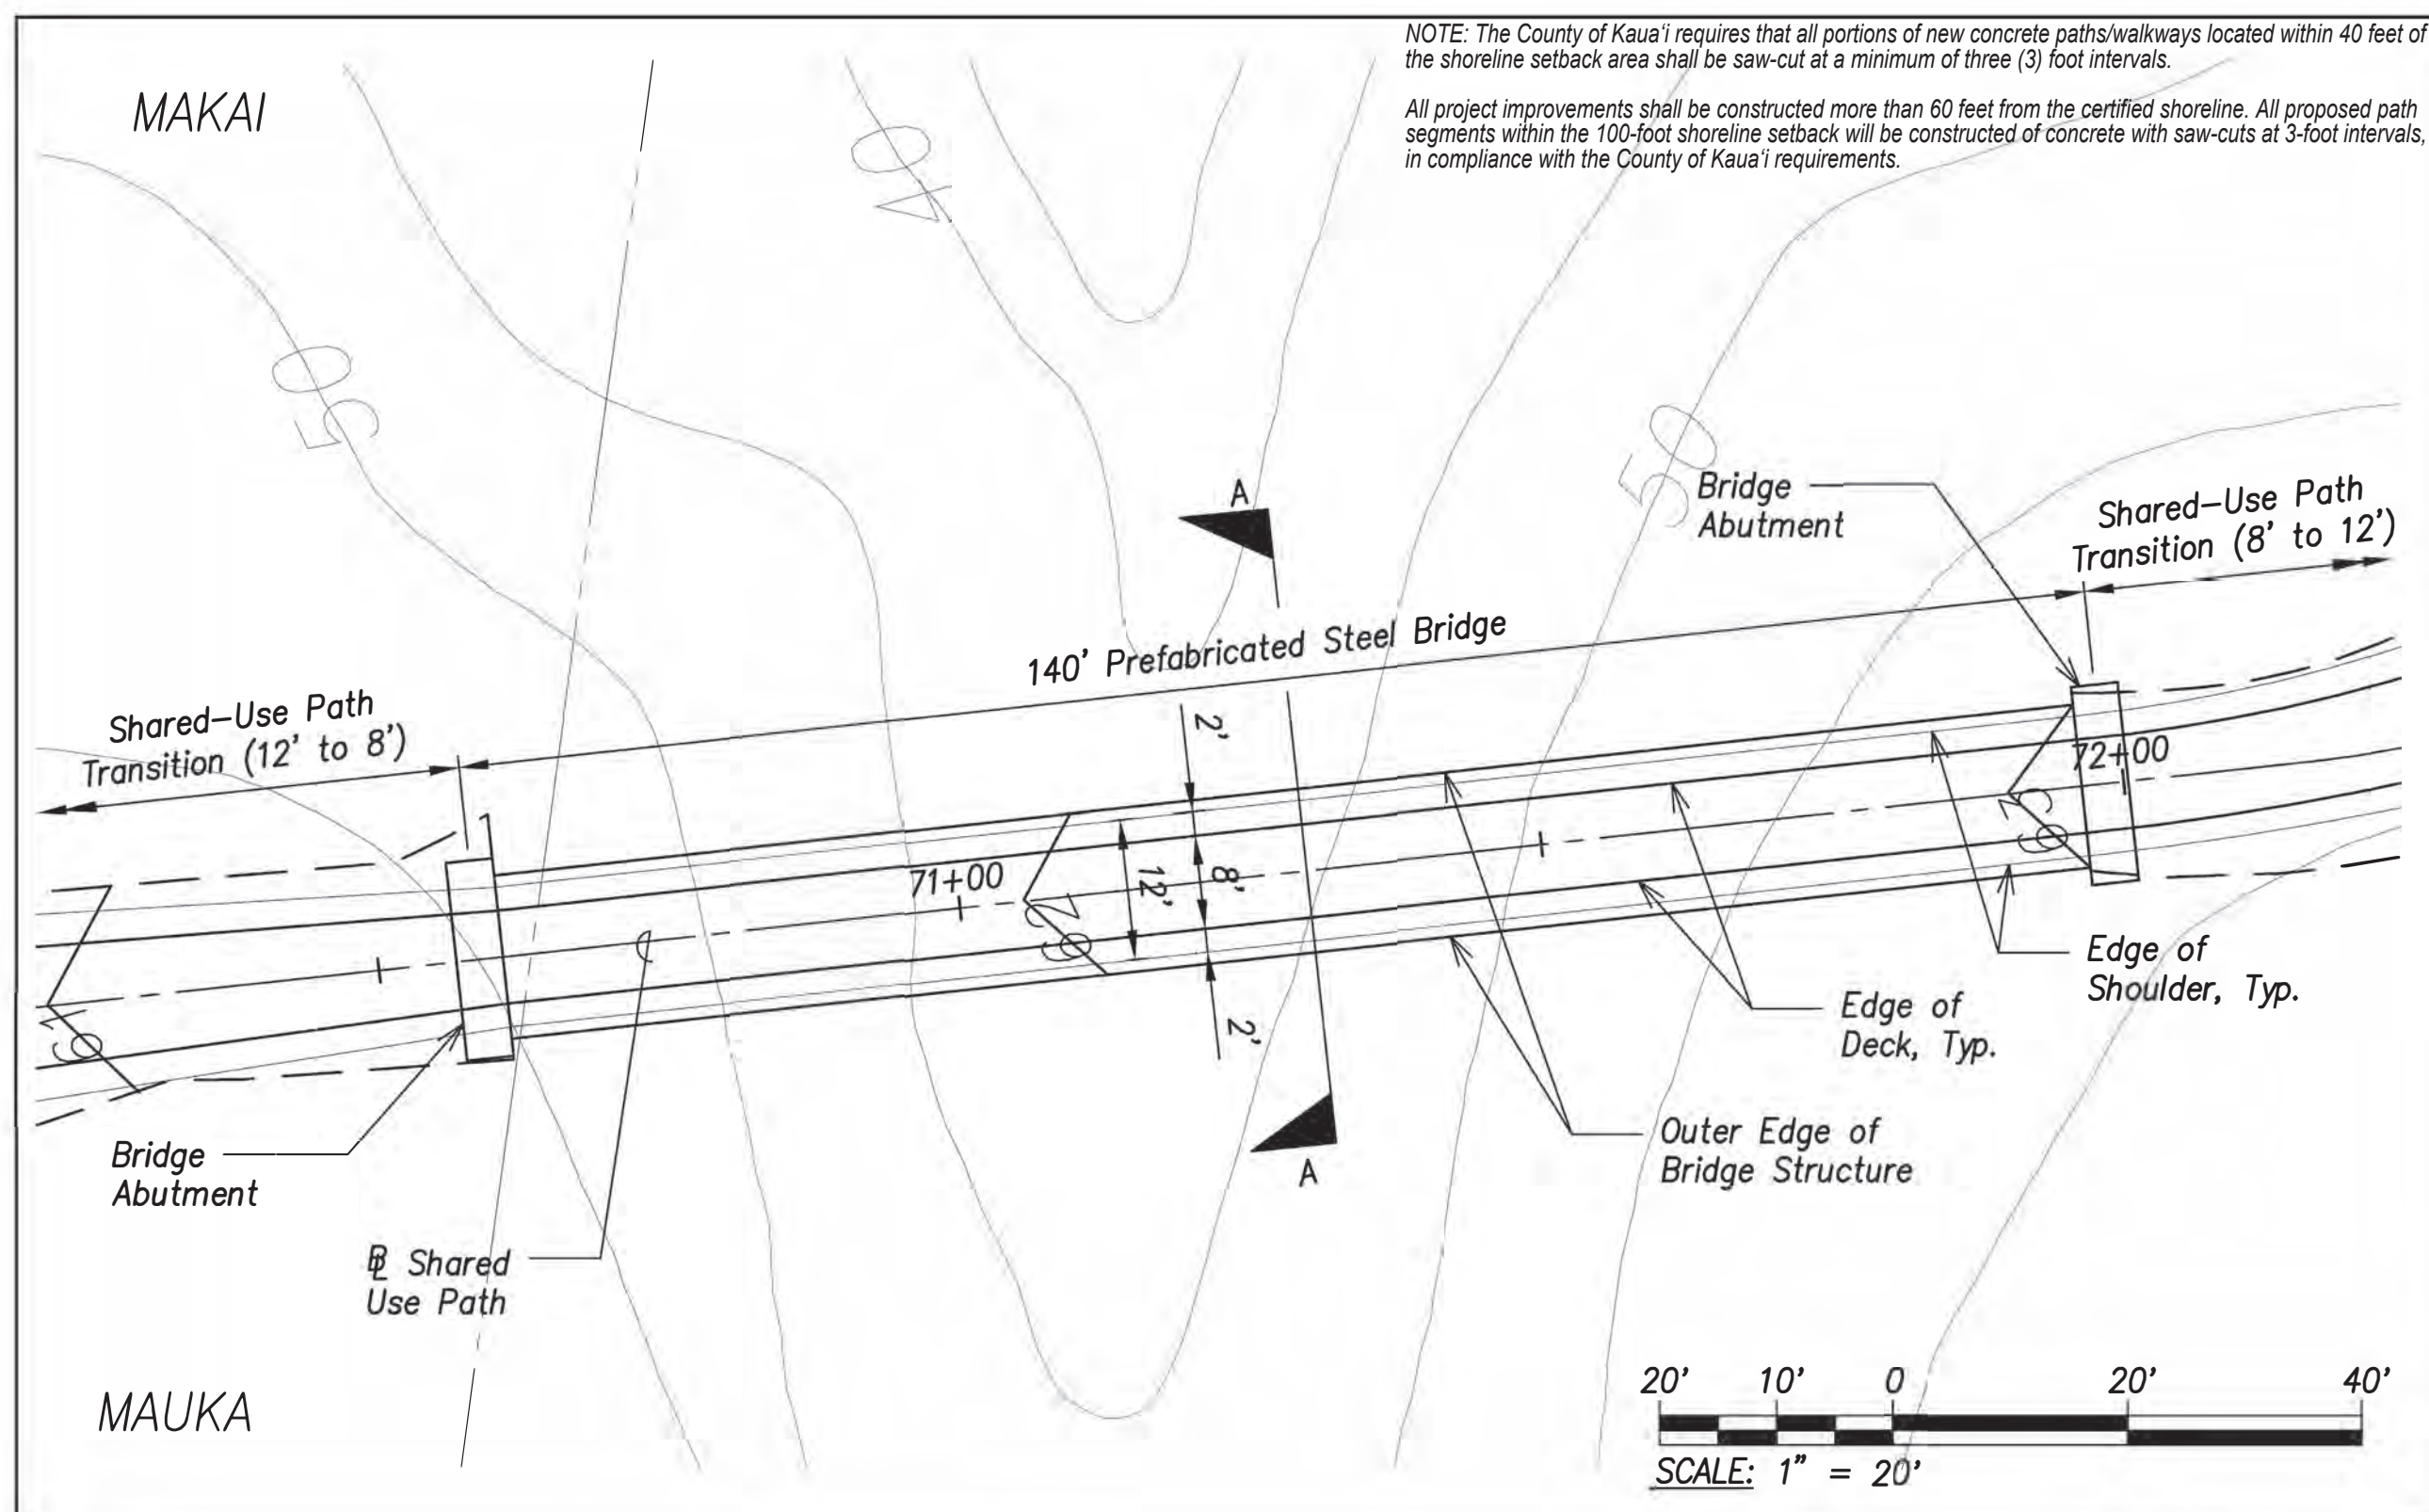 NOTE: The County of Kaua‘i requires that all portions of new concrete paths/walkways located within 40 feet of
the shoreline setback area shall be saw-cut at a minimum of three (3) foot intervals.
All project improvements shall be constructed more than 60 feet from the certified shoreline. All proposed path
segments within the 100-foot shoreline setback will be constructed of concrete with saw-cuts at 3-foot intervals,
in compliance with the County of Kaua‘i requirements.
MAKAI
40
50
50
A
Bridge
Abutment
Shared-Use Path
Transition (8' to 12')
140' Prefabricated Steel Bridge
Shared-Use Path
Transition (12' to 8')
2'
72+00
71+00
12'
8'
2'
61
62
63
Edge of
Shoulder, Typ.
Edge of
Deck, Typ.
Outer Edge of
Bridge Structure
A
Bridge
Abutment
BL Shared
Use Path
MAUKA
20' 10' 0 20' 40'
SCALE: 1" = 20'